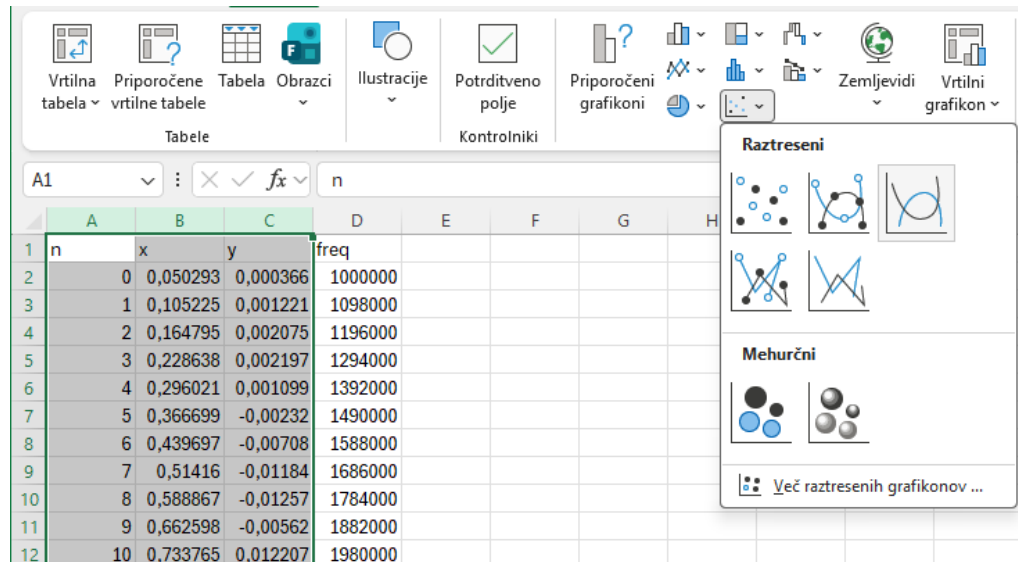 Vrtilna tabela
Priporočene vrtilne tabele
Tabela
Obrazci
Ilustracije
Potrditveno polje
Priporočeni grafikoni
Zemljevidi
Vrtilni grafikon
Tabele
Kontrolniki
Raztreseni
Mehurčni
Več raztresenih grafikonov ...
A1
fx
n
A B C D E F G H
1 n x y freq
2 0 0,050293 0,000366 1000000
3 1 0,105225 0,001221 1098000
4 2 0,164795 0,002075 1196000
5 3 0,228638 0,002197 1294000
6 4 0,296021 0,001099 1392000
7 5 0,366699 -0,00232 1490000
8 6 0,439697 -0,00708 1588000
9 7 0,51416 -0,01184 1686000
10 8 0,588867 -0,01257 1784000
11 9 0,662598 -0,00562 1882000
12 10 0,733765 0,012207 1980000